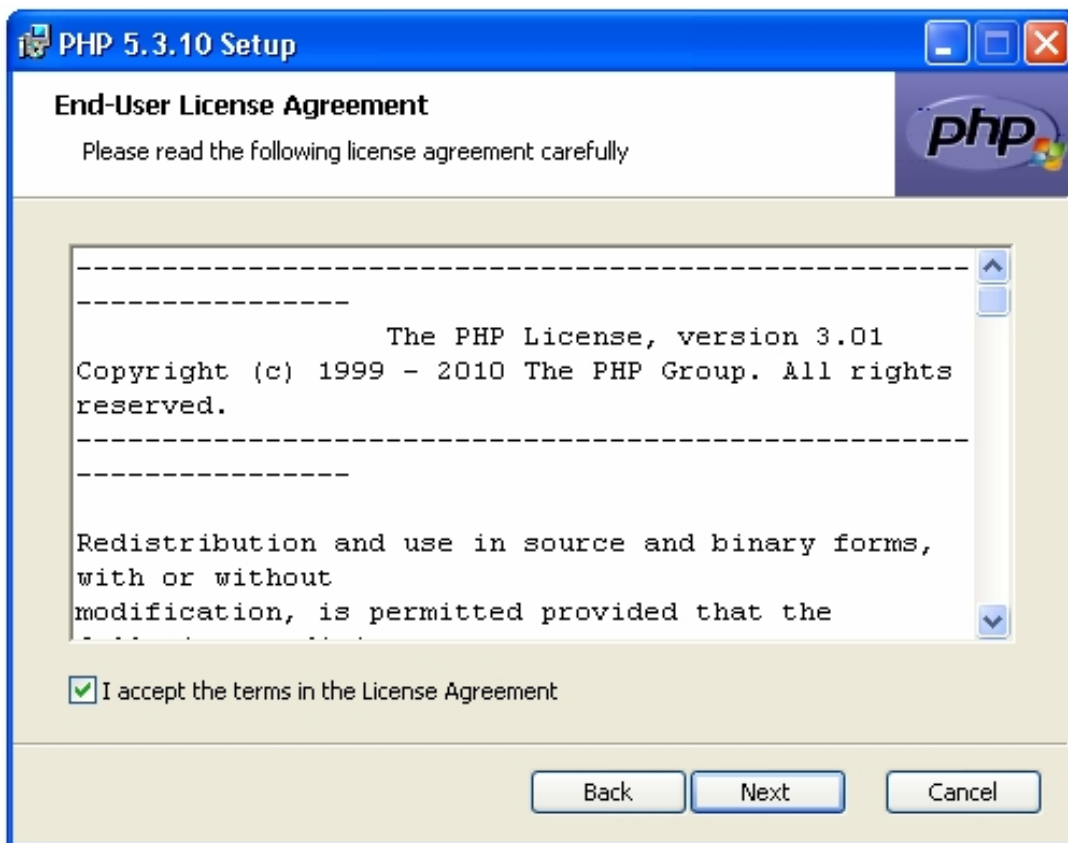 PHP 5.3.10 Setup
End-User License Agreement
Please read the following license agreement carefully
php
----------------------------------------------------
----------------
The PHP License, version 3.01
Copyright (c) 1999 - 2010 The PHP Group. All rights
reserved.
----------------------------------------------------
----------------
Redistribution and use in source and binary forms,
with or without
modification, is permitted provided that the
I accept the terms in the License Agreement
Back
Next
Cancel